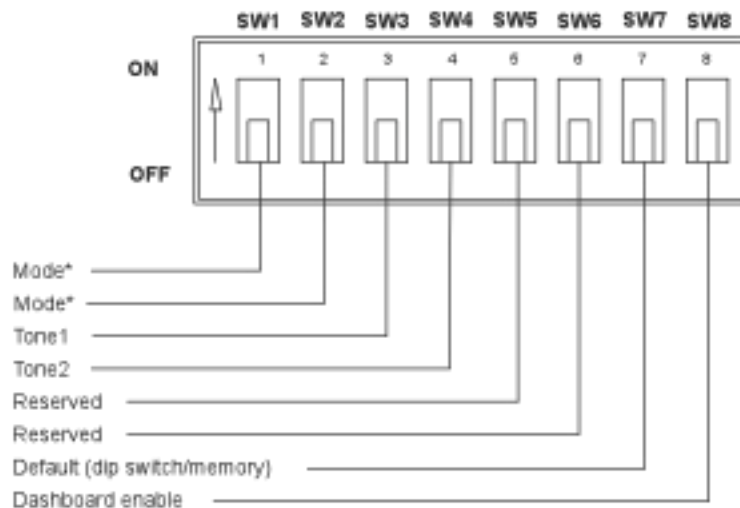 SW1 SW2 SW3 SW4 SW5 SW6 SW7 SW8
1 2 3 4 5 6 7 8
ON
OFF
Mode*
Mode*
Tone1
Tone2
Reserved
Reserved
Default (dip switch/memory)
Dashboard enable